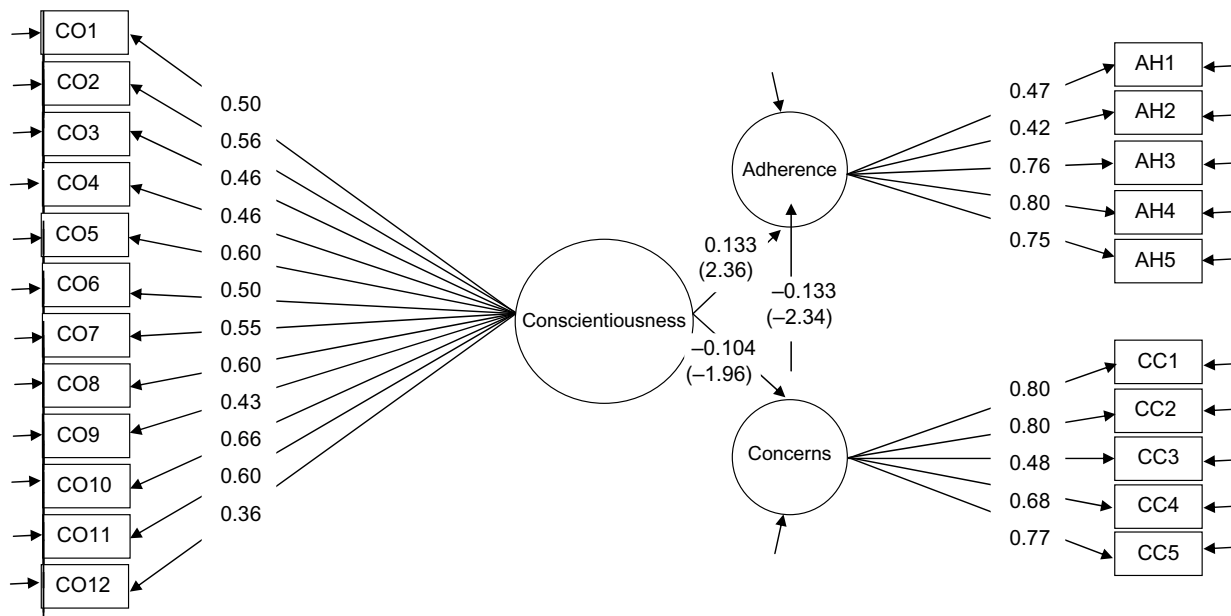 CO1
CO2
CO3
CO4
CO5
CO6
CO7
CO8
CO9
CO10
CO11
CO12
0.50
0.56
0.46
0.46
0.60
0.50
0.55
0.60
0.43
0.66
0.60
0.36
Conscientiousness
0.133
(2.36)
–0.104
(–1.96)
–0.133
(–2.34)
Adherence
Concerns
0.47
0.42
0.76
0.80
0.75
AH1
AH2
AH3
AH4
AH5
0.80
0.80
0.48
0.68
0.77
CC1
CC2
CC3
CC4
CC5